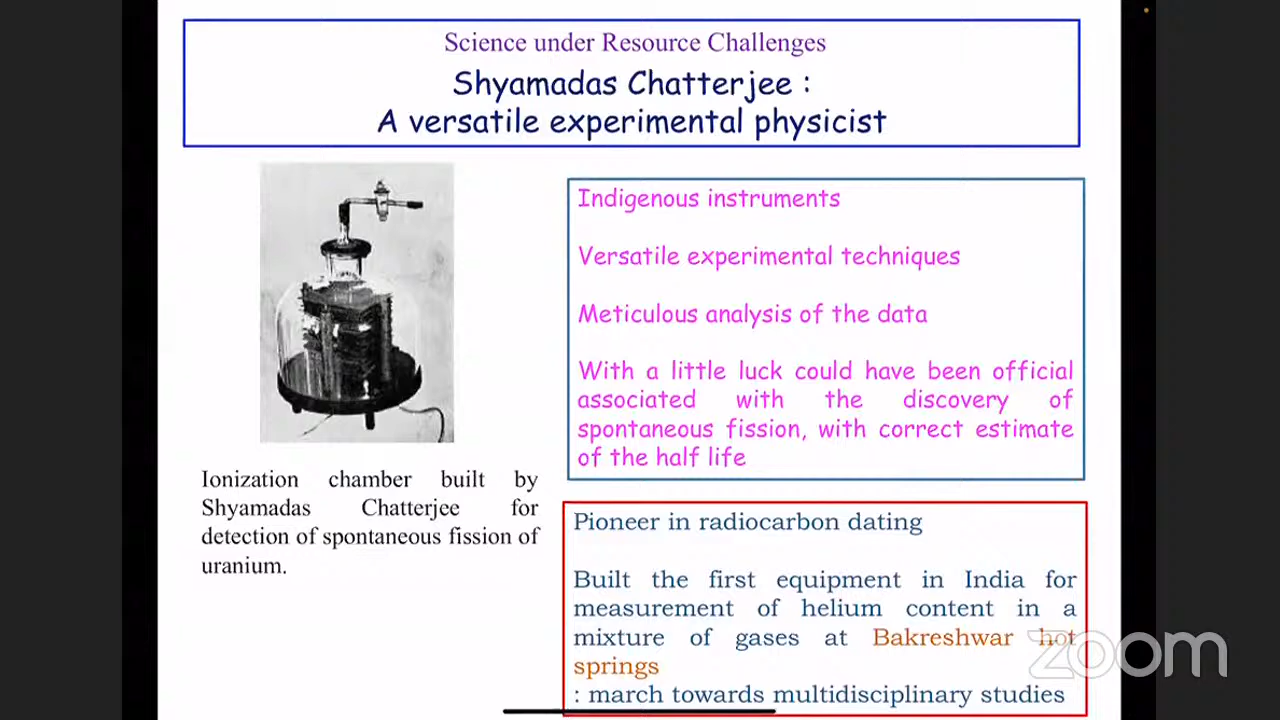 Science under Resource Challenges
Shyamadas Chatterjee :
A versatile experimental physicist
Indigenous instruments
Versatile experimental techniques
Meticulous analysis of the data
With a little luck could have been official
associated with the discovery of
spontaneous fission, with correct estimate
of the half life
Ionization chamber built by
Shyamadas Chatterjee for
detection of spontaneous fission of
uranium.
Pioneer in radiocarbon dating
Built the first equipment in India for
measurement of helium content in a
mixture of gases at Bakreshwar hot
springs
: march towards multidisciplinary studies
zoom